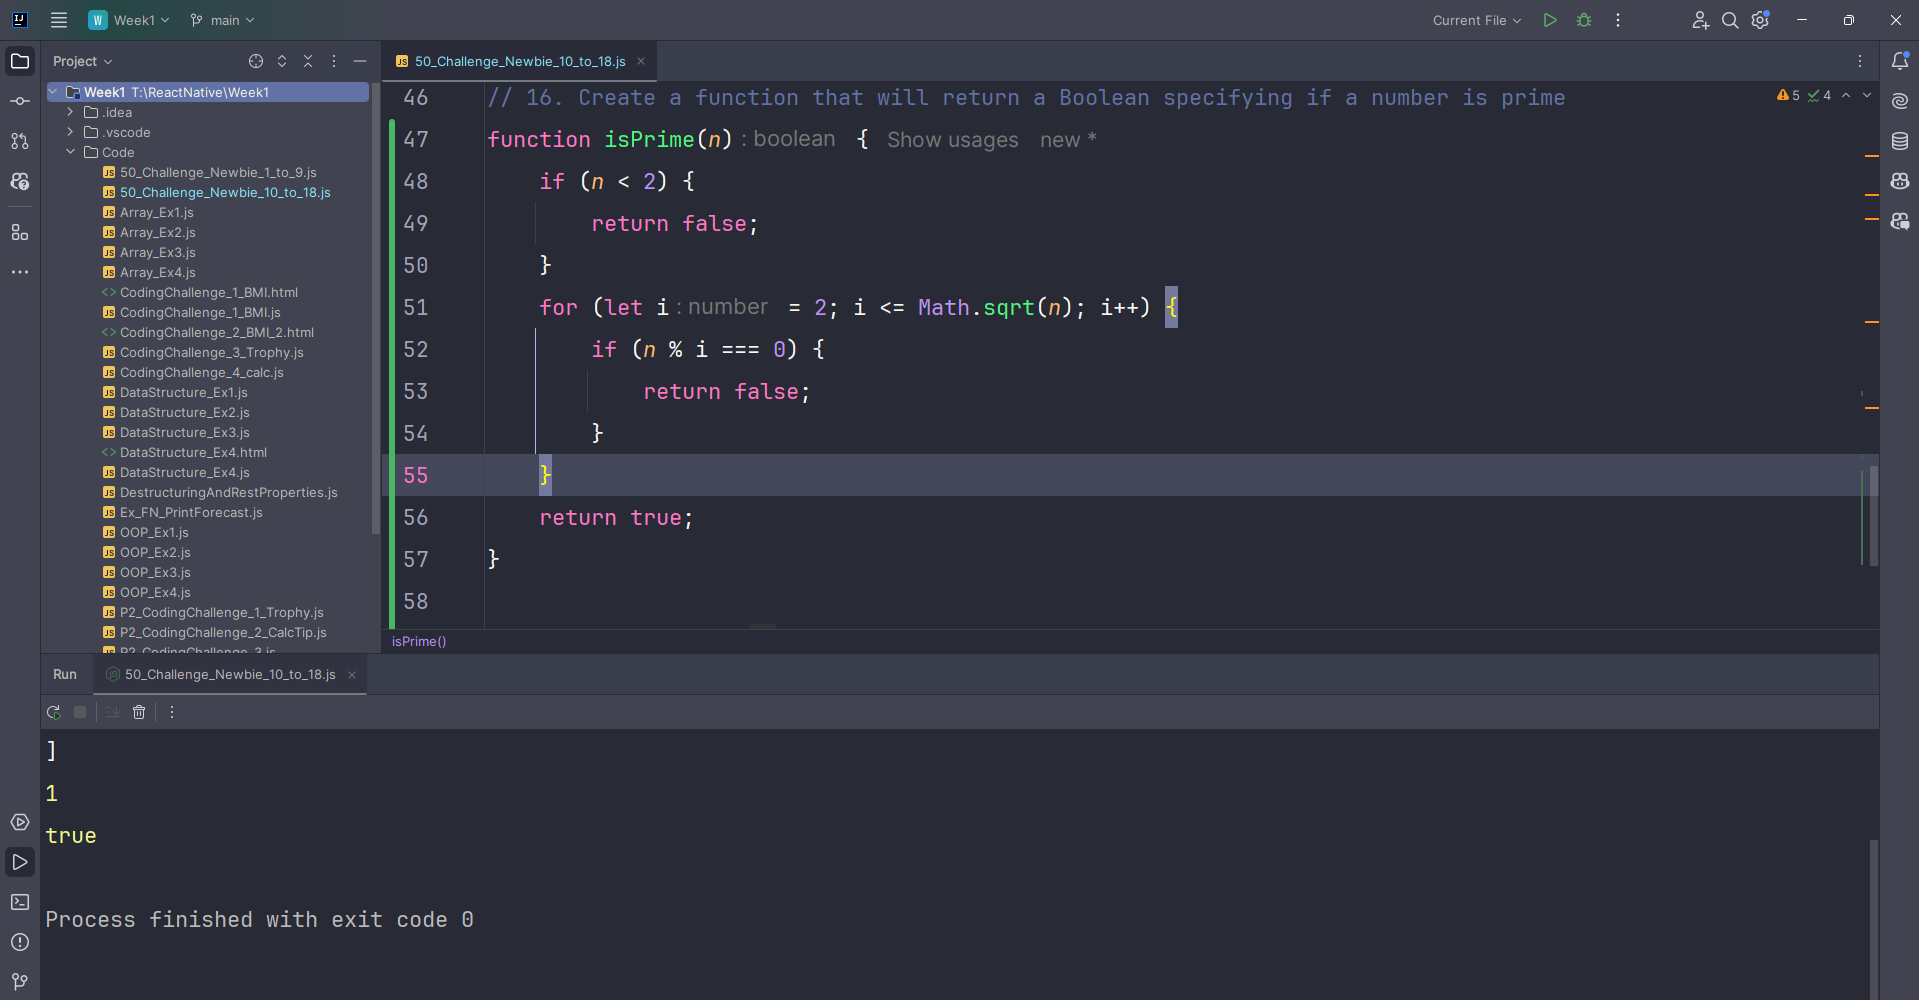 W Week1 main Current File
Project
50_Challenge_Newbie_10_to_18.js
Week1 T:\ReactNative\Week1
.idea
.vscode
Code
50_Challenge_Newbie_1_to_9.js
50_Challenge_Newbie_10_to_18.js
Array_Ex1.js
Array_Ex2.js
Array_Ex3.js
Array_Ex4.js
CodingChallenge_1_BMI.html
CodingChallenge_1_BMI.js
CodingChallenge_2_BMI_2.html
CodingChallenge_3_Trophy.js
CodingChallenge_4_calc.js
DataStructure_Ex1.js
DataStructure_Ex2.js
DataStructure_Ex3.js
DataStructure_Ex4.html
DataStructure_Ex4.js
DestructuringAndRestProperties.js
Ex_FN_PrintForecast.js
OOP_Ex1.js
OOP_Ex2.js
OOP_Ex3.js
OOP_Ex4.js
P2_CodingChallenge_1_Trophy.js
P2_CodingChallenge_2_CalcTip.js
P2_CodingChallenge_3.js
46 // 16. Create a function that will return a Boolean specifying if a number is prime
5 4
47 function isPrime(n) : boolean { Show usages new *
48 if (n < 2) {
49 return false;
50 }
51 for (let i : number = 2; i <= Math.sqrt(n); i++) {
52 if (n % i === 0) {
53 return false;
54 }
55 }
56 return true;
57 }
58
isPrime()
Run 50_Challenge_Newbie_10_to_18.js
]
1
true
Process finished with exit code 0